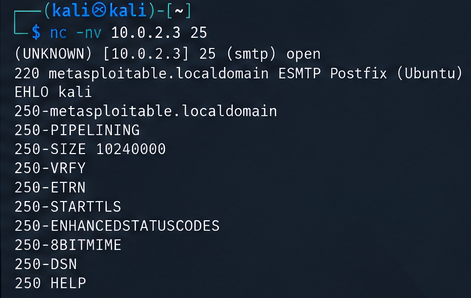 ┌──(kali㉿kali)-[~]
└─$ nc -nv 10.0.2.3 25
(UNKNOWN) [10.0.2.3] 25 (smtp) open
220 metasploitable.localdomain ESMTP Postfix (Ubuntu)
EHLO kali
250-metasploitable.localdomain
250-PIPELINING
250-SIZE 10240000
250-VRFY
250-ETRN
250-STARTTLS
250-ENHANCEDSTATUSCODES
250-8BITMIME
250-DSN
250 HELP